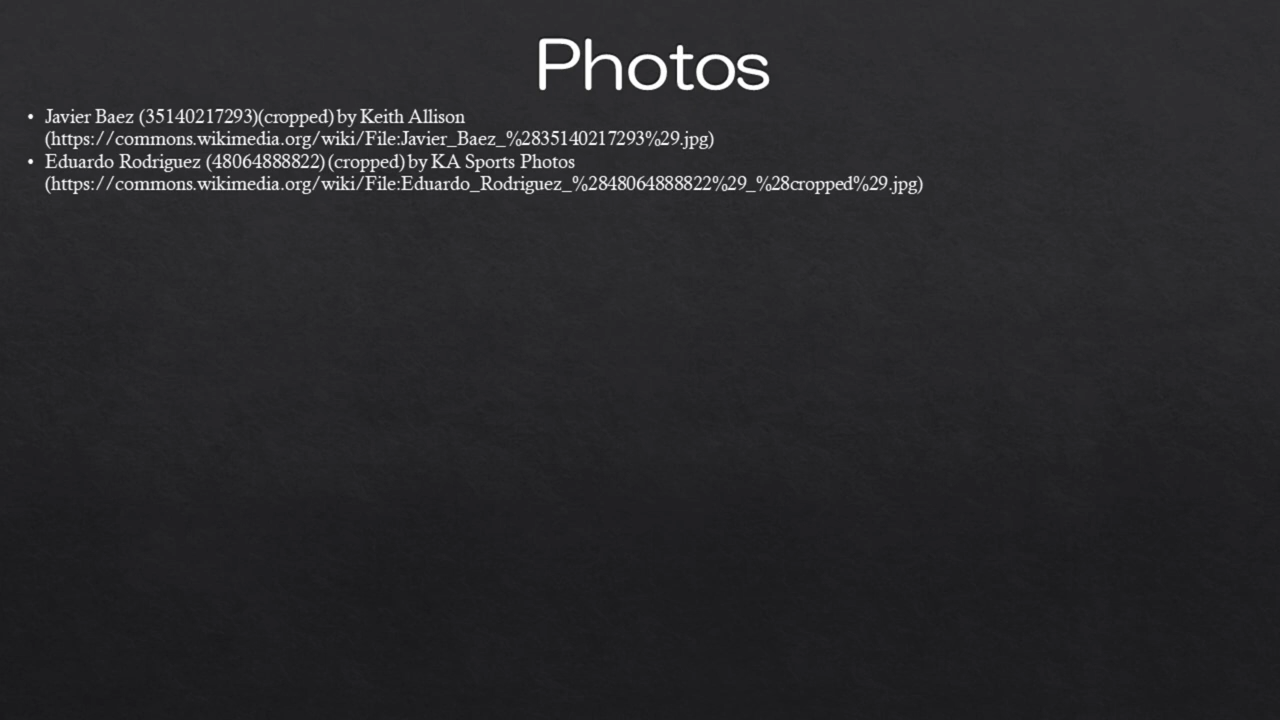 Photos
• Javier Baez (35140217293)(cropped) by Keith Allison
(https://commons.wikimedia.org/wiki/File:Javier_Baez_%2835140217293%29.jpg)
• Eduardo Rodriguez (48064888822) (cropped) by KA Sports Photos
(https://commons.wikimedia.org/wiki/File:Eduardo_Rodriguez_%2848064888822%29_%28cropped%29.jpg)